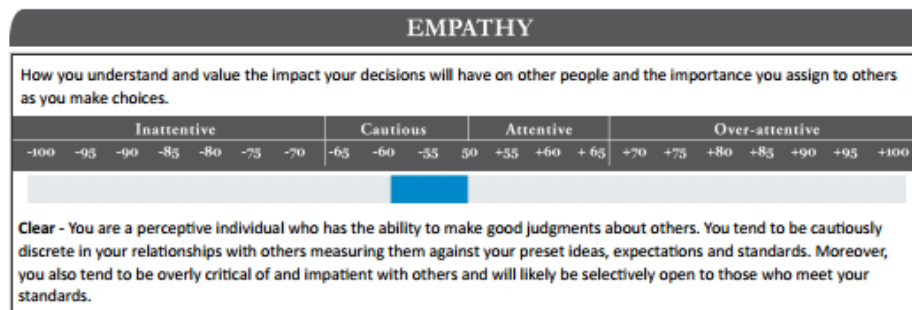 EMPATHY
How you understand and value the impact your decisions will have on other people and the importance you assign to others
as you make choices.
Inattentive Cautious Attentive Over-attentive
-100 -95 -90 -85 -80 -75 -70 -65 -60 -55 50 +55 +60 + 65 +70 +75 +80 +85 +90 +95 +100
Clear - You are a perceptive individual who has the ability to make good judgments about others. You tend to be cautiously
discrete in your relationships with others measuring them against your preset ideas, expectations and standards. Moreover,
you also tend to be overly critical of and impatient with others and will likely be selectively open to those who meet your
standards.